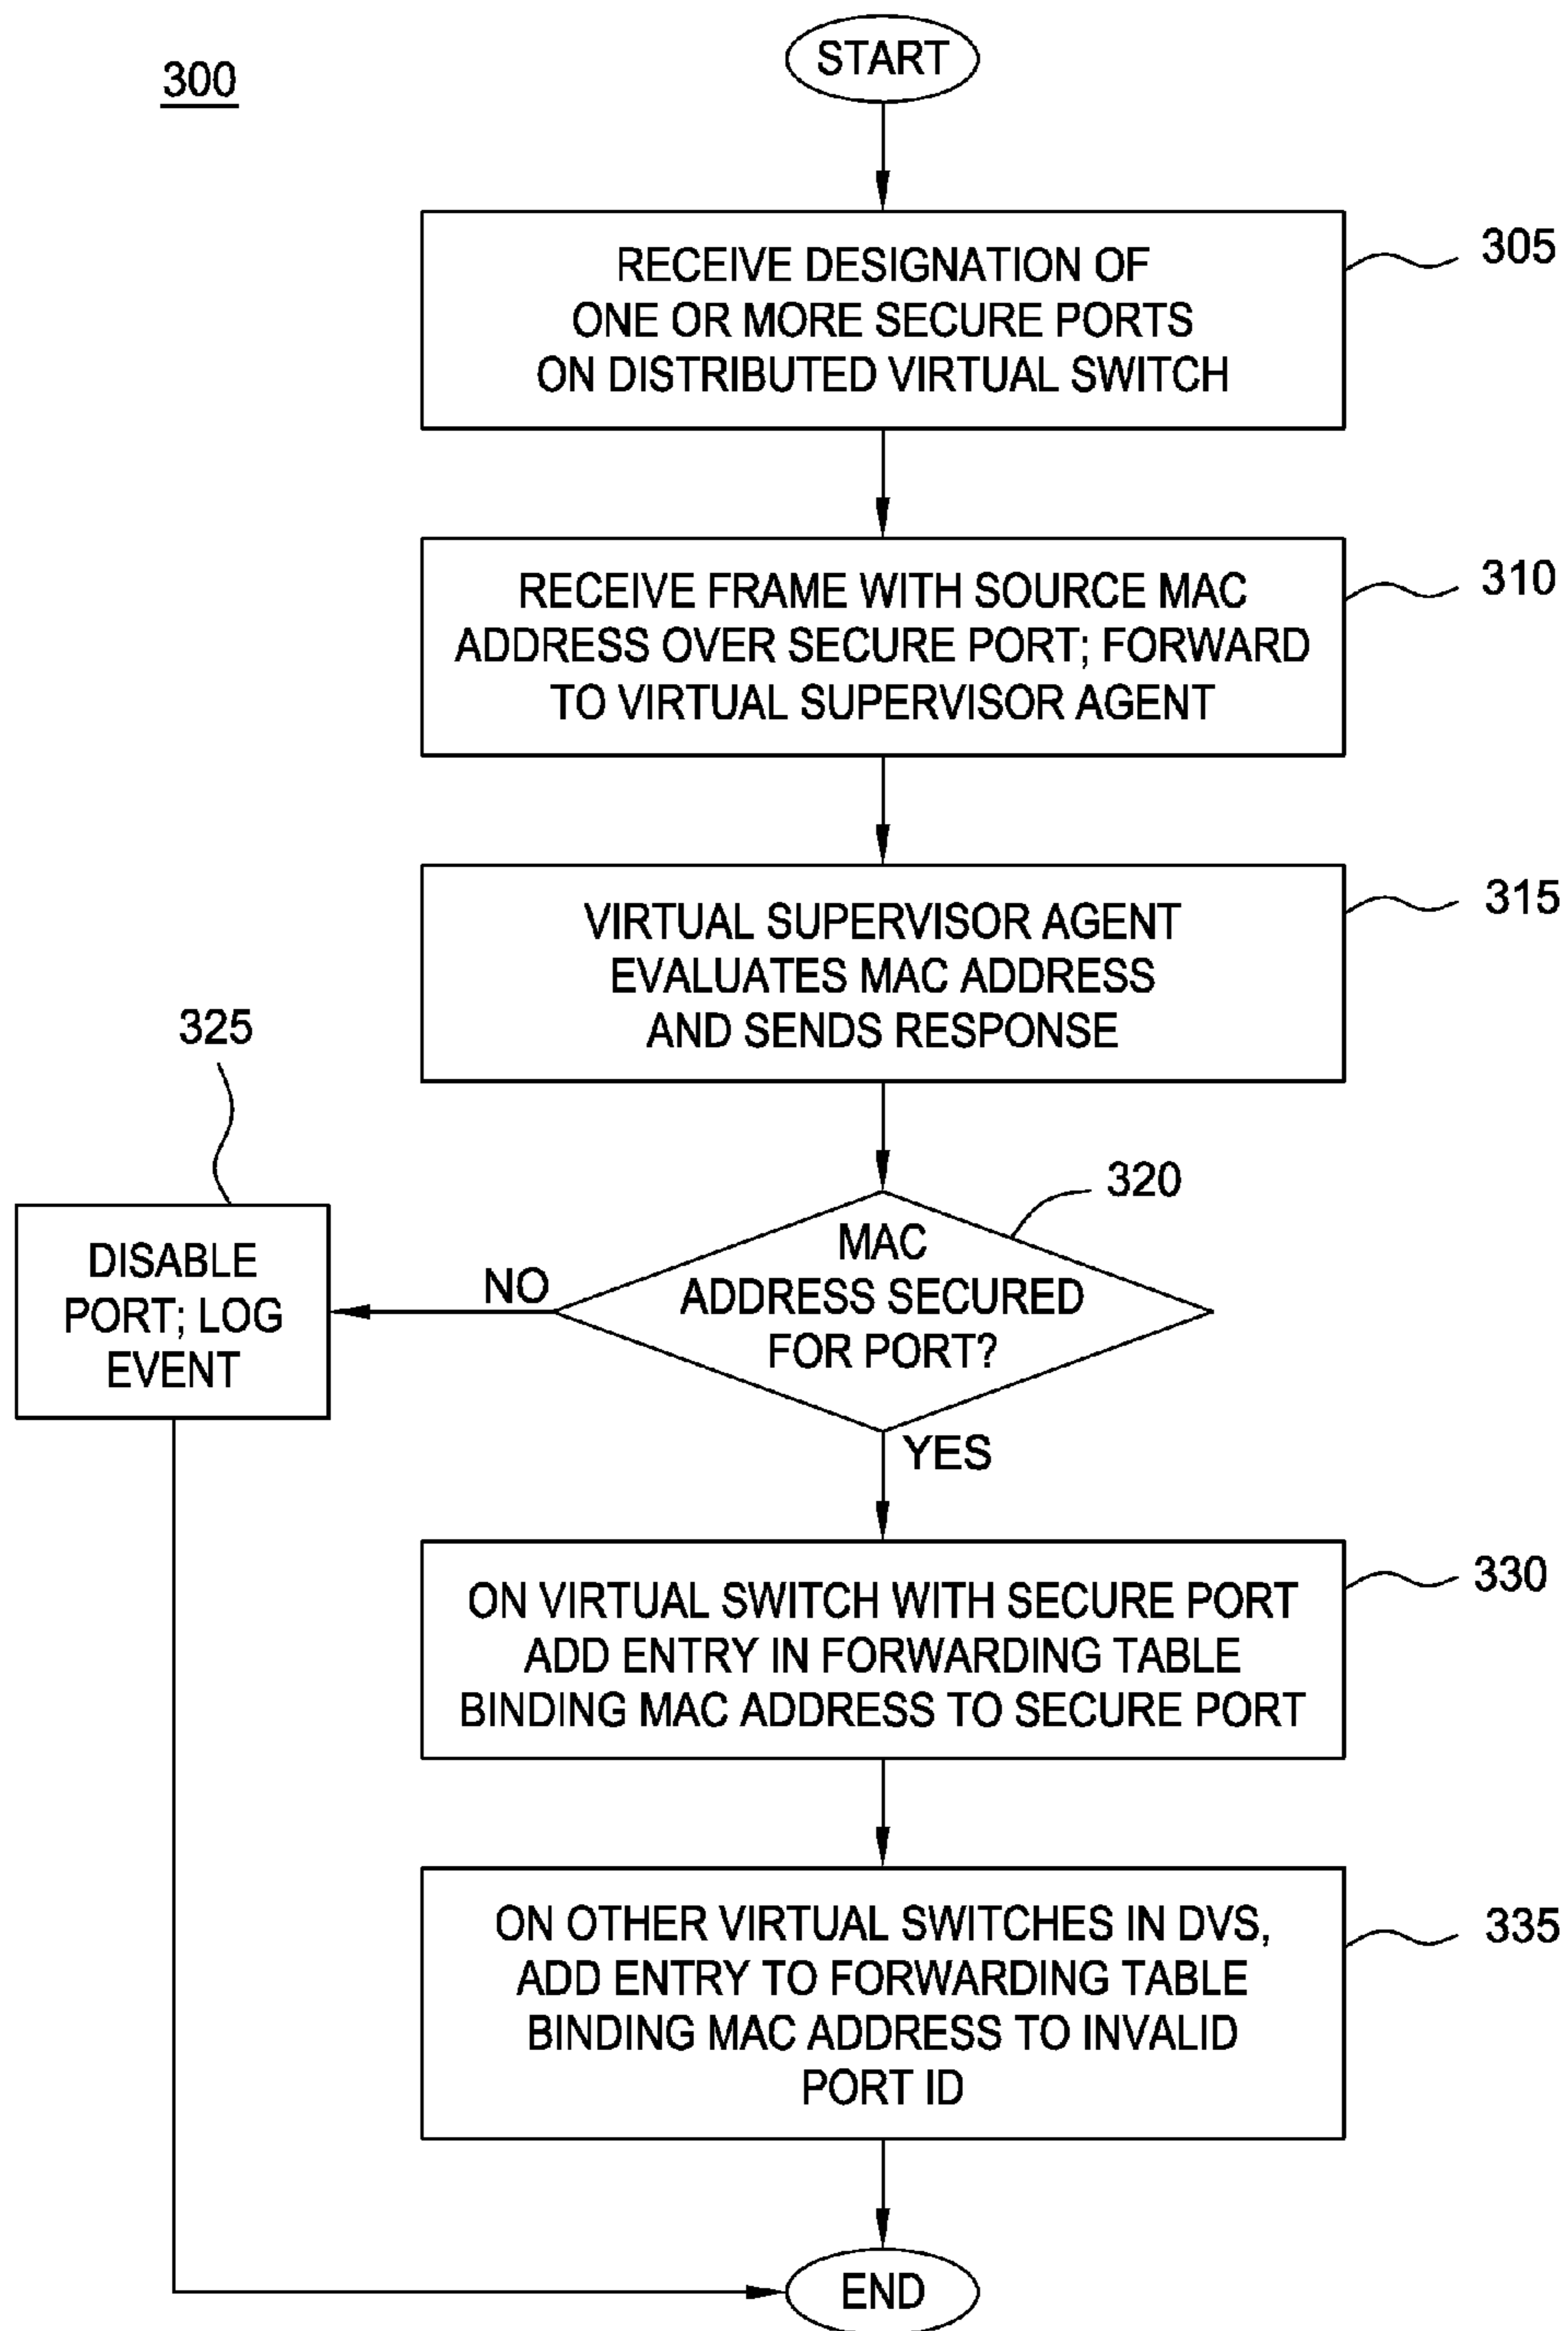 300
START
RECEIVE DESIGNATION OF
ONE OR MORE SECURE PORTS
ON DISTRIBUTED VIRTUAL SWITCH
305
RECEIVE FRAME WITH SOURCE MAC
ADDRESS OVER SECURE PORT; FORWARD
TO VIRTUAL SUPERVISOR AGENT
310
VIRTUAL SUPERVISOR AGENT
EVALUATES MAC ADDRESS
AND SENDS RESPONSE
315
MAC
ADDRESS SECURED
FOR PORT?
320
NO
325
DISABLE
PORT; LOG
EVENT
YES
ON VIRTUAL SWITCH WITH SECURE PORT
ADD ENTRY IN FORWARDING TABLE
BINDING MAC ADDRESS TO SECURE PORT
330
ON OTHER VIRTUAL SWITCHES IN DVS,
ADD ENTRY TO FORWARDING TABLE
BINDING MAC ADDRESS TO INVALID
PORT ID
335
END